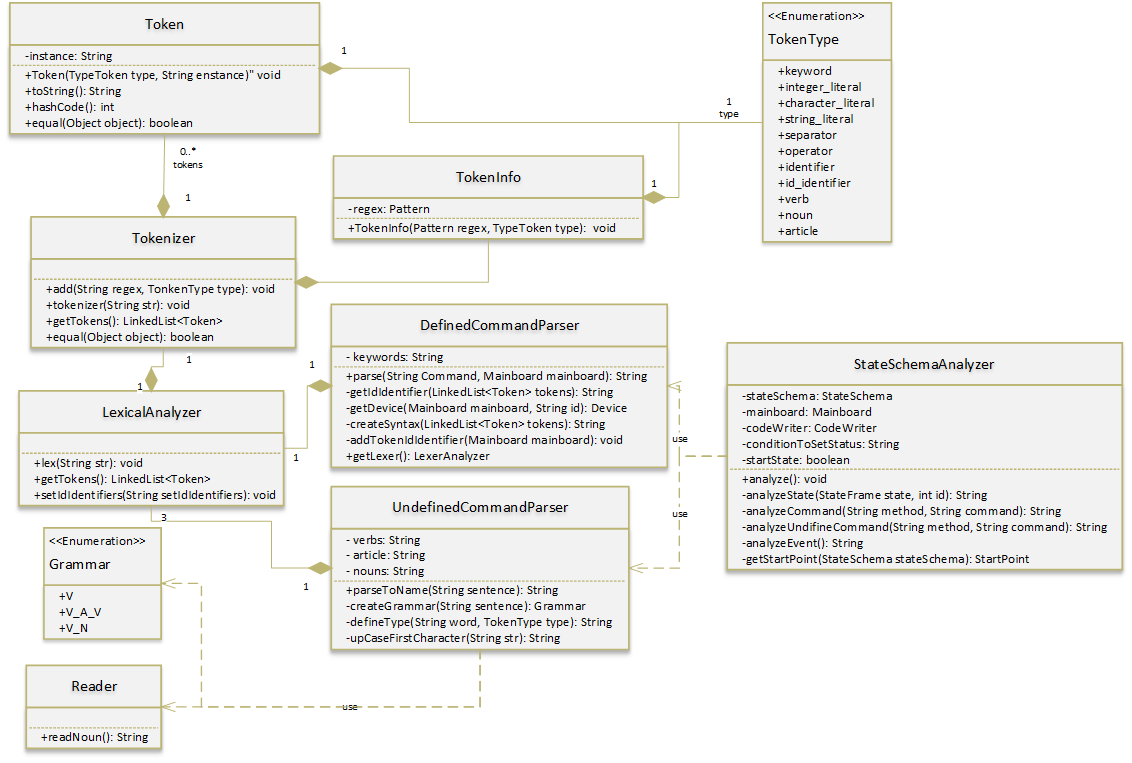 Token
-instance: String
+Token(TypeToken type, String enstance)" void
+toString(): String
+hashCode(): int
+equal(Object object): boolean
1
<<Enumeration>>
TokenType
+keyword
+integer_literal
+character_literal
+string_literal
+separator
+operator
+identifier
+id_identifier
+verb
+noun
+article
1
type
0..*
tokens
1
TokenInfo
- regex: Pattern
+TokenInfo(Pattern regex, TypeToken type): void
1
Tokenizer
+add(String regex, TonkenType type): void
+tokenizer(String str): void
+getTokens(): LinkedList<Token>
+equal(Object object): boolean
1
1
LexicalAnalyzer
+lex(String str): void
+getTokens(): LinkedList<Token>
+setIdIdentifiers(String setIdIdentifiers): void
1
1
3
1
DefinedCommandParser
- keywords: String
+parse(String Command, Mainboard mainboard): String
-getIdIdentifier(LinkedList<Token> tokens): String
-getDevice(Mainboard mainboard, String id): Device
-createSyntax(LinkedList<Token> tokens): String
-addTokenIdIdentifier(Mainboard mainboard): void
+getLexer(): LexerAnalyzer
use
use
StateSchemaAnalyzer
-stateSchema: StateSchema
-mainboard: Mainboard
-codeWriter: CodeWriter
-conditionToSetStatus: String
-startState: boolean
+analyze(): void
-analyzeState(StateFrame state, int id): String
-analyzeCommand(String method, String command): String
-analyzeUndifineCommand(String method, String command): String
-analyzeEvent(): String
-getStartPoint(StateSchema stateSchema): StartPoint
UndefinedCommandParser
- verbs: String
- article: String
- nouns: String
+parseToName(String sentence): String
-createGrammar(String sentence): Grammar
-defineType(String word, TokenType type): String
-upCaseFirstCharacter(String str): String
<<Enumeration>>
Grammar
+V
+V_A_V
+V_N
Reader
+readNoun(): String
use